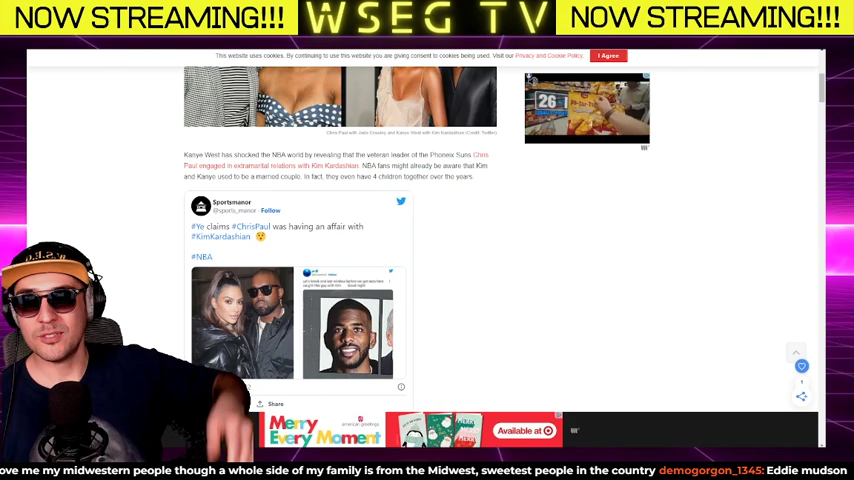 NOW STREAMING!!!
WSEG TV
NOW STREAMING!!!
This website uses cookies. By continuing to use this website you are giving consent to cookies being used. Visit our Privacy and Cookie Policy.
I Agree
Chris Paul with Jada Crawley and Kanye West with Kim Kardashian (Credit: Twitter)
26
Kanye West has shocked the NBA world by revealing that the veteran leader of the Phoneix Suns Chris
Paul engaged in extramarital relations with Kim Kardashian. NBA fans might already be aware that Kim
and Kanye used to be a married couple. In fact, they even have 4 children together over the years.
Sportsmanor
@sports_manor · Follow
#Ye claims #ChrisPaul was having an affair with
#KimKardashian
#NBA
1
Share
Merry
Every Moment
american greetings
Available at
ove me my midwestern people though a whole side of my family is from the Midwest, sweetest people in the country demogorgon_1345: Eddie mudson